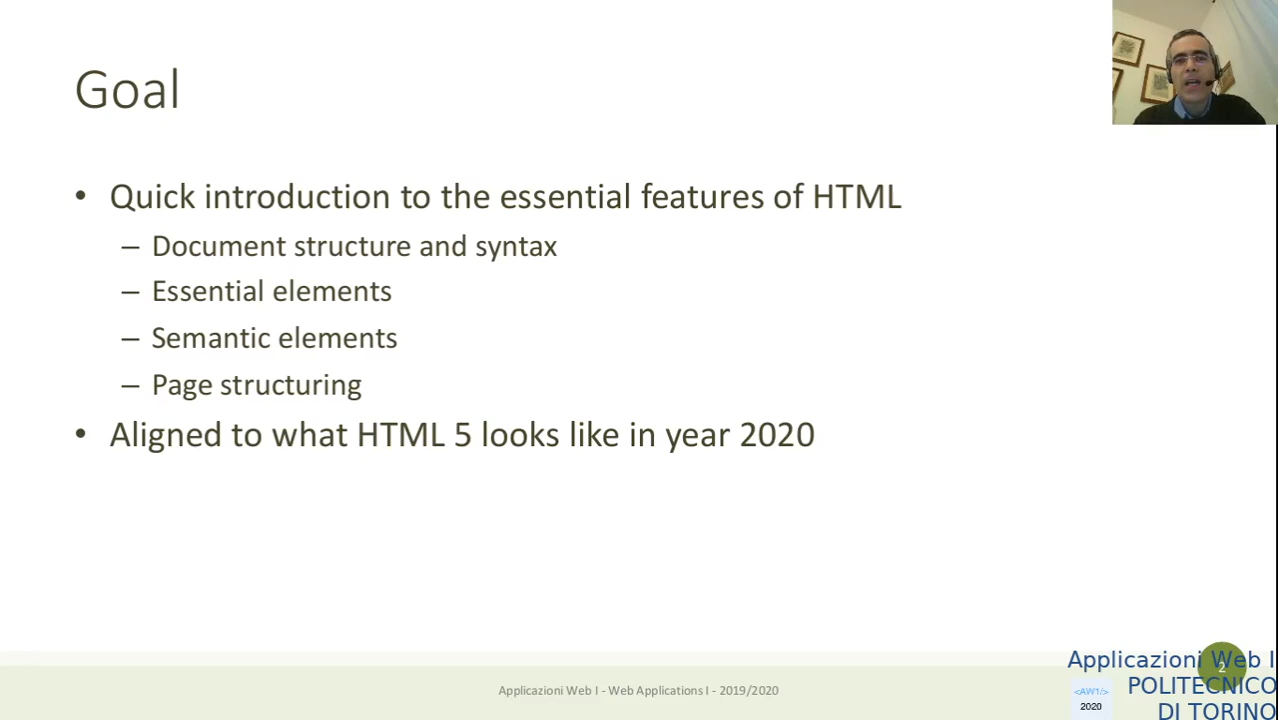 Goal
• Quick introduction to the essential features of HTML
– Document structure and syntax
– Essential elements
– Semantic elements
– Page structuring
• Aligned to what HTML 5 looks like in year 2020
Applicazioni Web I - Web Applications I - 2019/2020
2
Applicazioni Web I
POLITECNICO
DI TORINO
<AW1/>
2020